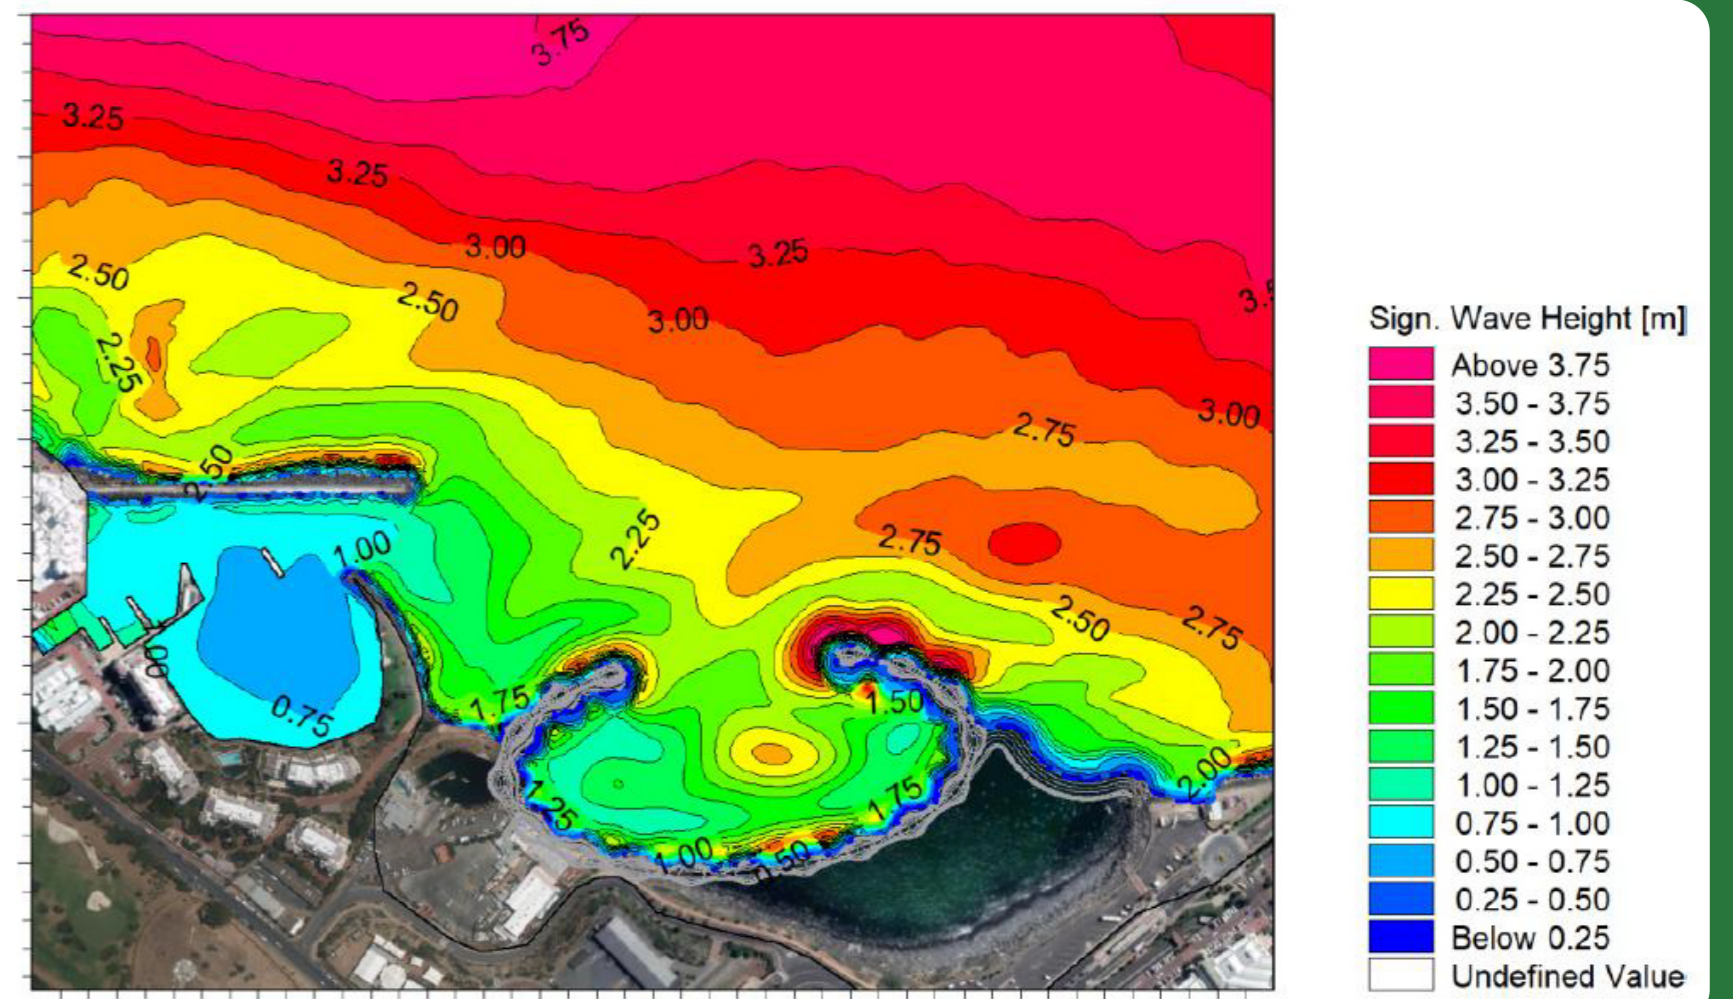 3.75
3.25
3.25
3.00
3.25
2.50
2.50
3.00
2.25
3.00
2.75
2.50
2.25
2.75
1.00
2.50
2.75
0.75
1.75
1.50
2.00
1.25
1.75
1.00
0.50
Sign. Wave Height [m]
Above 3.75
3.50 - 3.75
3.25 - 3.50
3.00 - 3.25
2.75 - 3.00
2.50 - 2.75
2.25 - 2.50
2.00 - 2.25
1.75 - 2.00
1.50 - 1.75
1.25 - 1.50
1.00 - 1.25
0.75 - 1.00
0.50 - 0.75
0.25 - 0.50
Below 0.25
Undefined Value